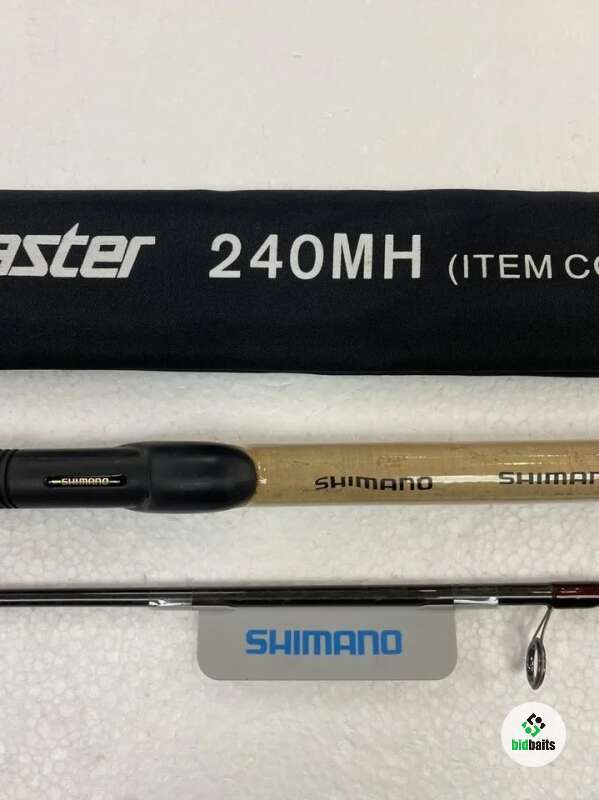 aster 240MH (ITEM CO
SHIMANO SHIMANO SHIMAN
SHIMANO
bidbaits